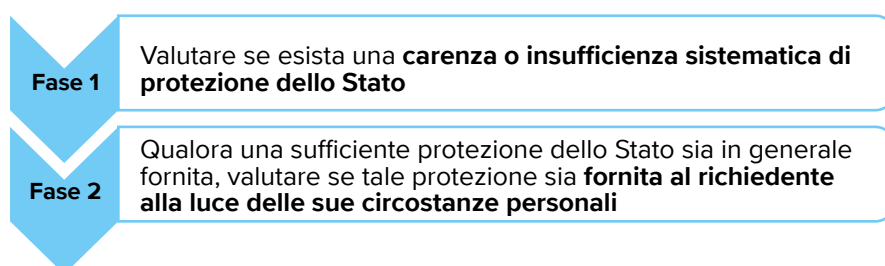 Fase 1
Valutare se esista una carenza o insufficienza sistematica di
protezione dello Stato
Fase 2
Qualora una sufficiente protezione dello Stato sia in generale
fornita, valutare se tale protezione sia fornita al richiedente
alla luce delle sue circostanze personali